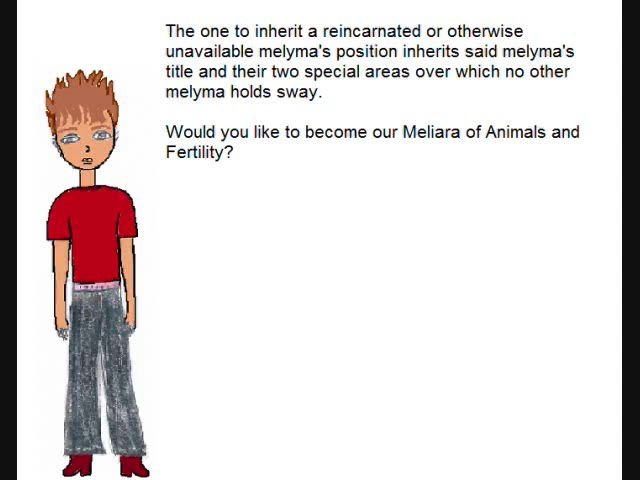 The one to inherit a reincarnated or otherwise
unavailable melyma's position inherits said melyma's
title and their two special areas over which no other
melyma holds sway.
Would you like to become our Meliara of Animals and
Fertility?